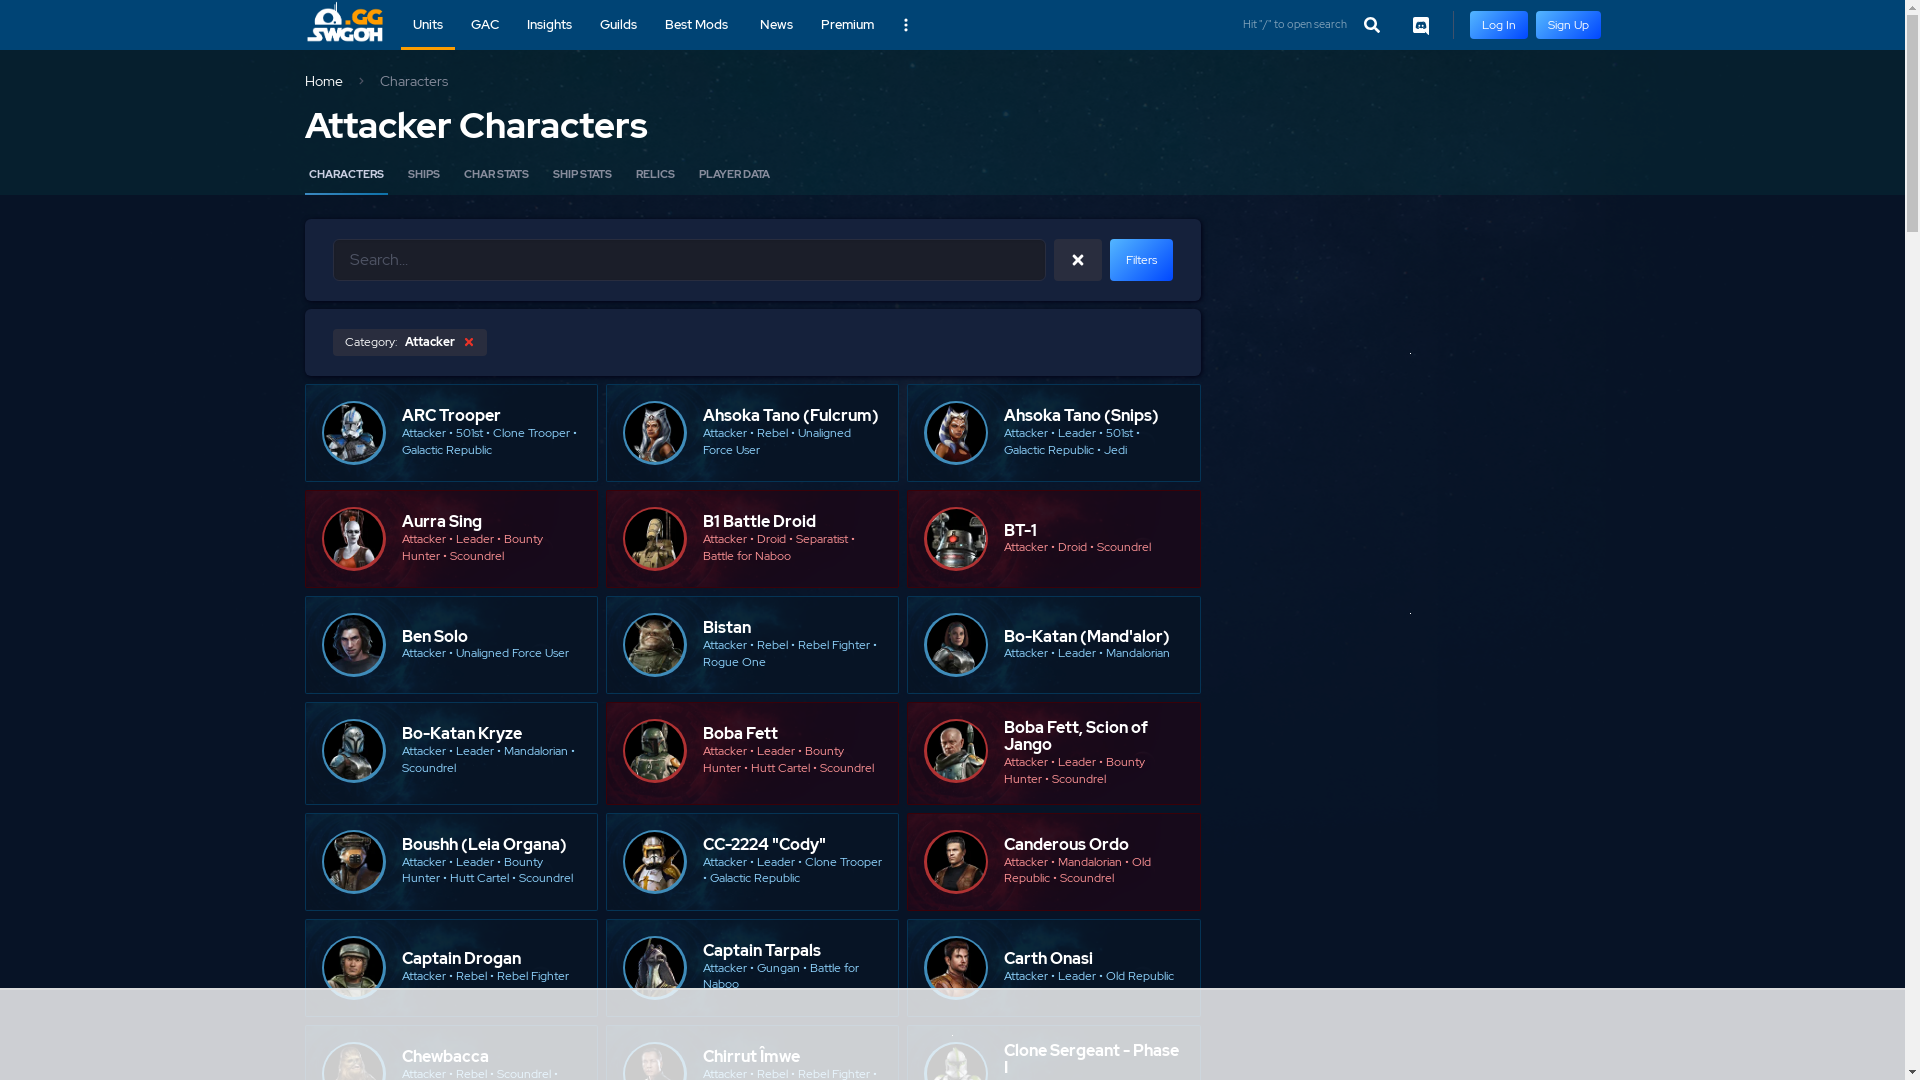 .GG
SWGOH
Units
GAC
Insights
Guilds
Best Mods
News
Premium
Hit "/" to open search
Log In
Sign Up
Home
Characters
Attacker Characters
CHARACTERS
SHIPS
CHAR STATS
SHIP STATS
RELICS
PLAYER DATA
Search...
Filters
Category: Attacker
ARC Trooper
Attacker • 501st • Clone Trooper •
Galactic Republic
Ahsoka Tano (Fulcrum)
Attacker • Rebel • Unaligned
Force User
Ahsoka Tano (Snips)
Attacker • Leader • 501st •
Galactic Republic • Jedi
Aurra Sing
Attacker • Leader • Bounty
Hunter • Scoundrel
B1 Battle Droid
Attacker • Droid • Separatist •
Battle for Naboo
BT-1
Attacker • Droid • Scoundrel
Ben Solo
Attacker • Unaligned Force User
Bistan
Attacker • Rebel • Rebel Fighter •
Rogue One
Bo-Katan (Mand'alor)
Attacker • Leader • Mandalorian
Bo-Katan Kryze
Attacker • Leader • Mandalorian •
Scoundrel
Boba Fett
Attacker • Leader • Bounty
Hunter • Hutt Cartel • Scoundrel
Boba Fett, Scion of
Jango
Attacker • Leader • Bounty
Hunter • Scoundrel
Boushh (Leia Organa)
Attacker • Leader • Bounty
Hunter • Hutt Cartel • Scoundrel
CC-2224 "Cody"
Attacker • Leader • Clone Trooper
• Galactic Republic
Canderous Ordo
Attacker • Mandalorian • Old
Republic • Scoundrel
Captain Drogan
Attacker • Rebel • Rebel Fighter
Captain Tarpals
Attacker • Gungan • Battle for
Naboo
Carth Onasi
Attacker • Leader • Old Republic
Chewbacca
Attacker • Rebel • Scoundrel •
Chirrut Îmwe
Attacker • Rebel • Rebel Fighter •
Clone Sergeant - Phase
I